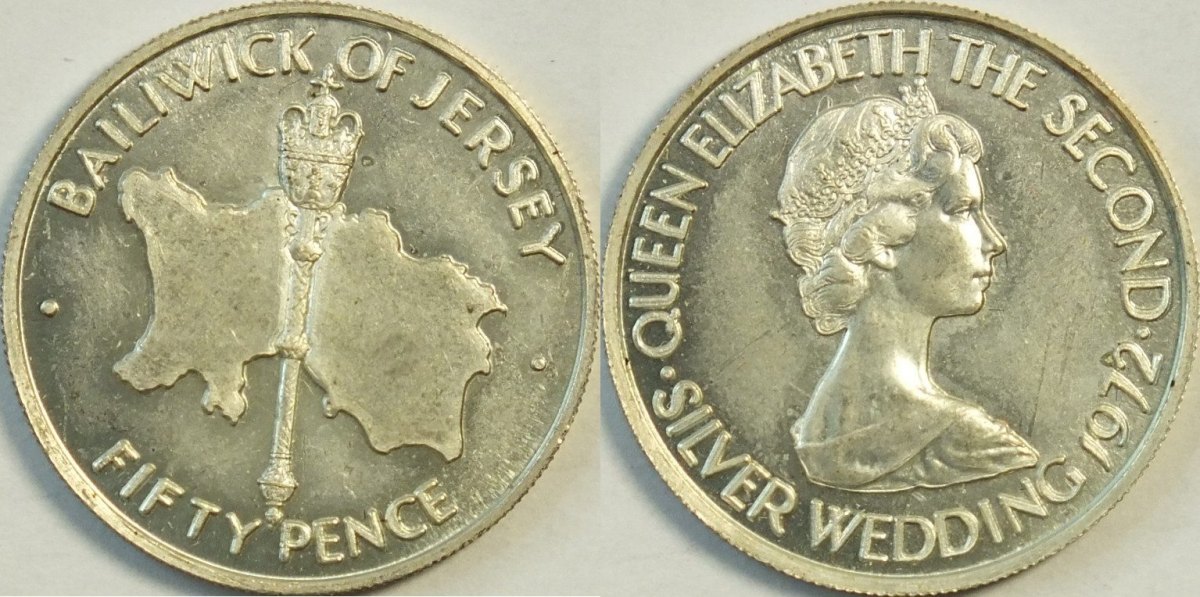 BAILIWICK OF JERSEY
FIFTY PENCE
QUEEN ELIZABETH THE SECOND
SILVER WEDDING 1972